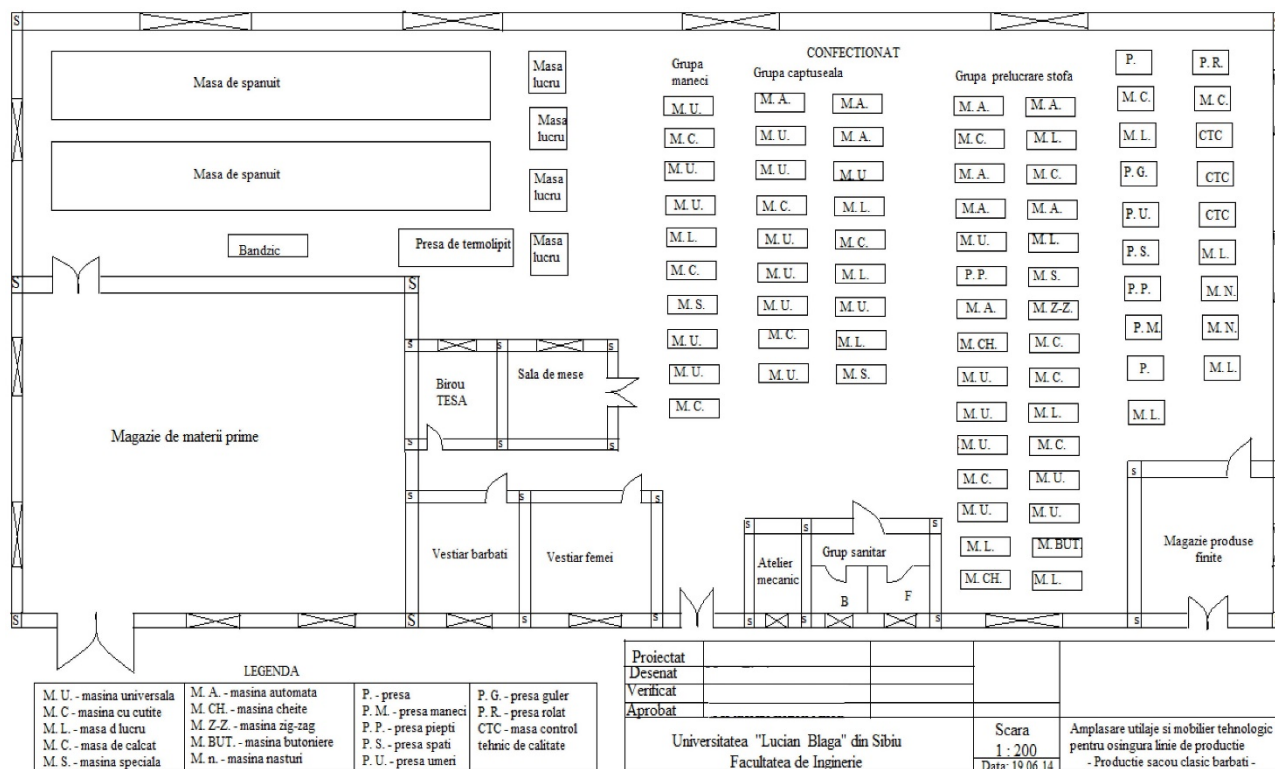 S
Masa de spanuit
Masa de spanuit
Bandzic
Presa de termolipit
Masa
lucru
Masa
lucru
Masa
lucru
Masa
lucru
CONFECTIONAT
Grupa
maneci
M. U.
M. C.
M. U.
M. U.
M. L.
M. C.
M. S.
M. U.
M. U.
M. C.
Grupa captuseala
M. A.
M. U.
M. U.
M. C.
M. U.
M. U.
M. U.
M. C.
M. U.
M.A.
M. A.
M. U
M. L.
M. C.
M. L.
M. U.
M. L.
M. S.
Grupa prelucrare stofa
M. A.
M. C.
M. A.
M.A.
M. U.
P. P.
M. A.
M. CH.
M. U.
M. U.
M. U.
M. C.
M. U.
M. L.
M. CH.
M. A.
M. L.
M. C.
M. A.
M. L.
M. S.
M. Z-Z.
M. C.
M. C.
M. L.
M. C.
M. U.
M. U.
M. BUT.
M. L.
P.
M. C.
M. L.
P. G.
P. U.
P. S.
P. P.
P. M.
P.
M. L.
P. R.
M. C.
CTC
CTC
CTC
M. L.
M. N.
M. N.
M. L.
S
S
Magazie de materii prime
s
s
s
Birou
TESA
Sala de mese
s
s
s
s
s
s
Vestiar barbati
Vestiar femei
s
s
s
Atelier
mecanic
Grup sanitar
B
F
s
Magazie produse
finite
S
S
s
s
s
s
s
s
LEGENDA
M. U. - masina universala
M. C - masina cu cutite
M. L. - masa d lucru
M. C. - masa de calcat
M. S. - masina speciala
M. A. - masina automata
M. CH. - masina cheite
M. Z-Z. - masina zig-zag
M. BUT. - masina butoniere
M. n. - masina nasturi
P. - presa
P. M. - presa maneci
P. P. - presa piepti
P. S. - presa spati
P. U. - presa umeri
P. G. - presa guler
P. R. - presa rolat
CTC - masa control
tehnic de calitate
Proiectat
Desenat
Verificat
Aprobat
Universitatea "Lucian Blaga" din Sibiu
Facultatea de Inginerie
Scara
1 : 200
Data: 19.06.14
Amplasare utilaje si mobilier tehnologic
pentru osingura linie de productie
- Productie sacou clasic barbati -